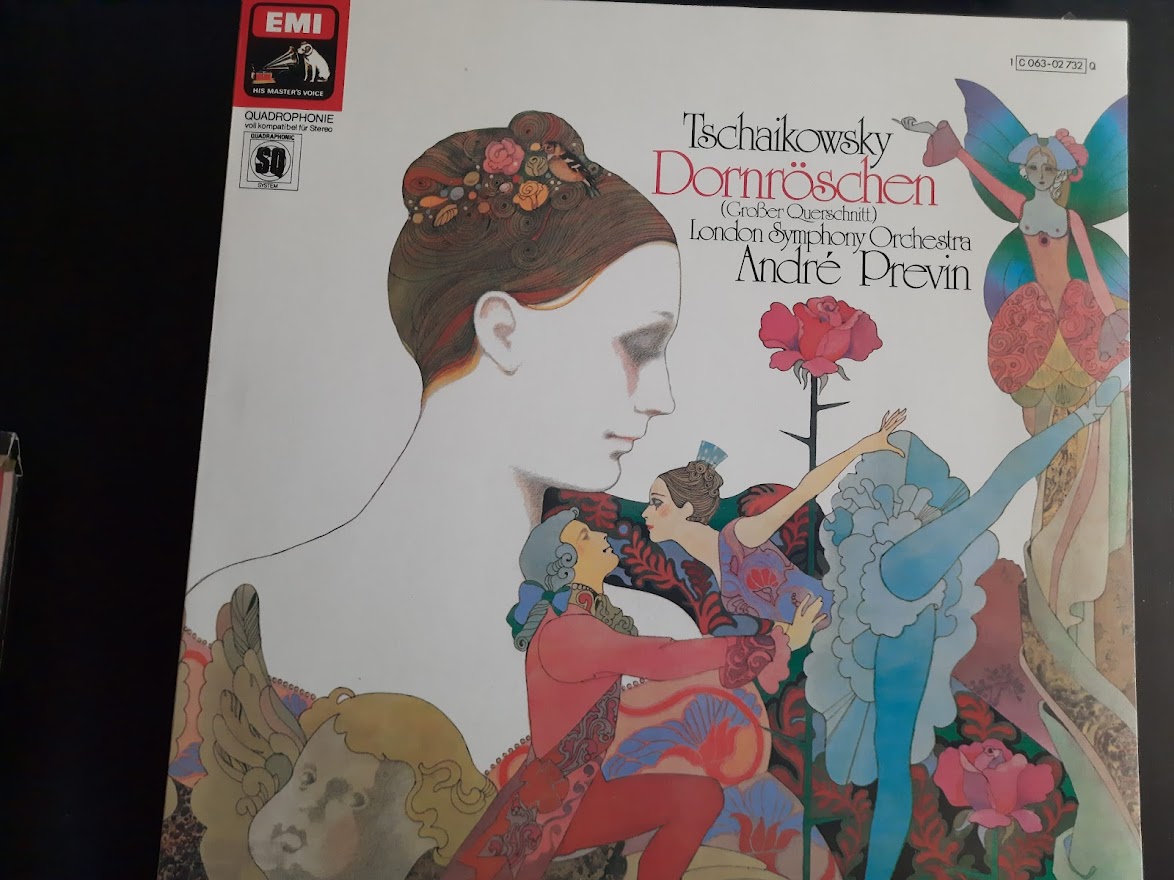 EMI
HIS MASTER'S VOICE
QUADROPHONIE
voll kompatibel für Stereo
QUADRAPHONIC
SQ
SYSTEM
1 C 063-02 732 Q
Tschaikowsky
Dornröschen
(Großer Querschnitt)
London Symphony Orchestra
André Previn